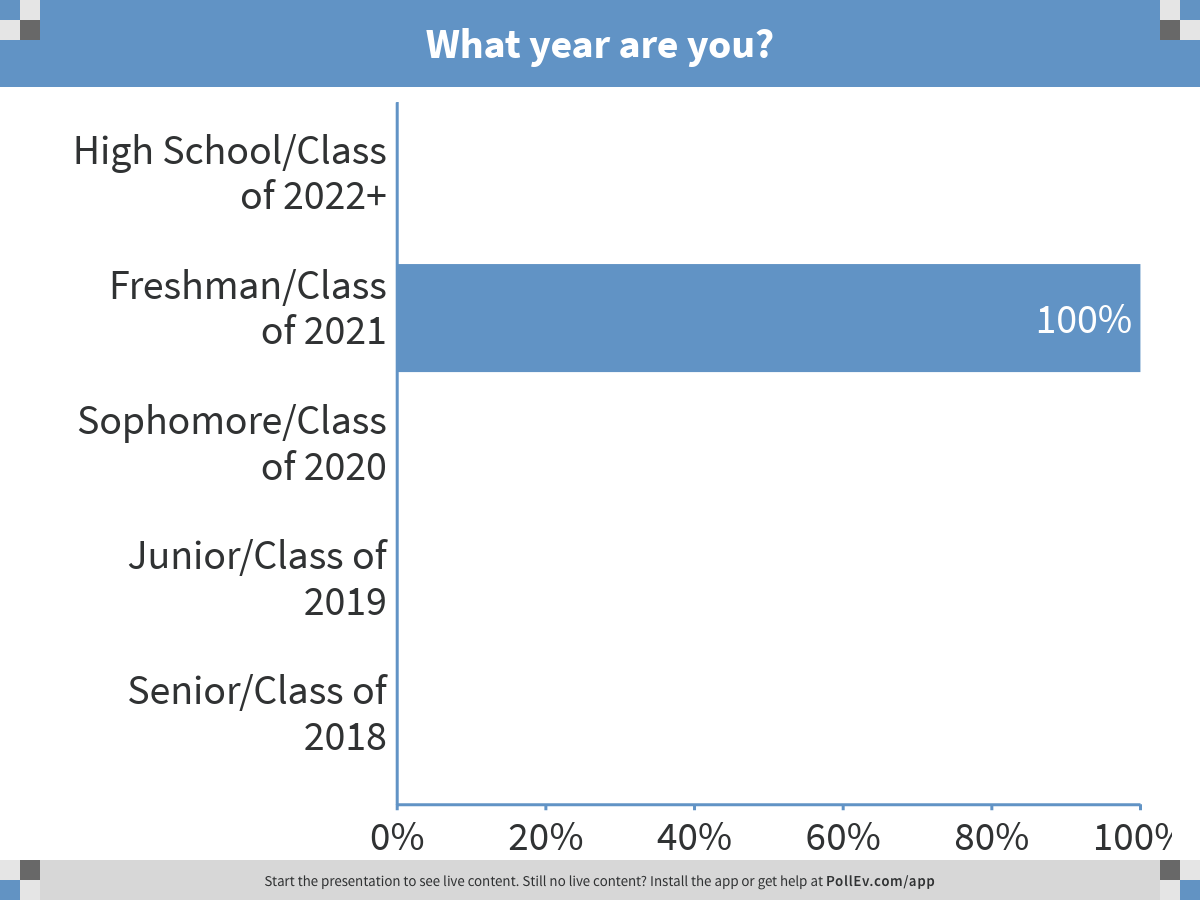 What year are you?
High School/Class
of 2022+
Freshman/Class
of 2021
100%
Sophomore/Class
of 2020
Junior/Class of
2019
Senior/Class of
2018
0% 20% 40% 60% 80% 100%
Start the presentation to see live content. Still no live content? Install the app or get help at PollEv.com/app